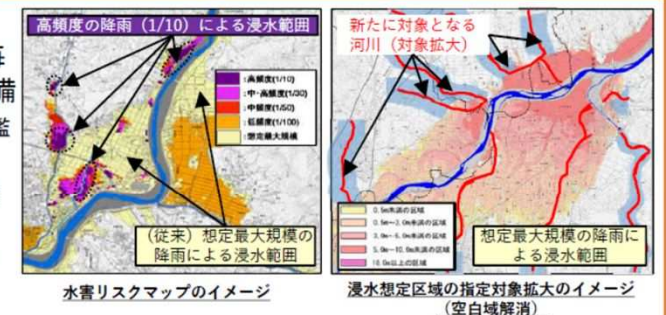 高頻度の降雨（1/10）による浸水範囲
：高頻度(1/10)
：中・高頻度(1/30)
：中頻度(1/50)
：低頻度(1/100)
：想定最大規模
（従来）想定最大規模の
降雨による浸水範囲
水害リスクマップのイメージ
新たに対象となる
河川（対象拡大）
0.5m未満の区域
0.5m～3.0m未満の区域
3.0m～5.0m未満の区域
5.0m～10.0m未満の区域
10.0m以上の区域
想定最大規模の降雨に
よる浸水範囲
浸水想定区域の指定対象拡大のイメージ
（空白域解消）
備